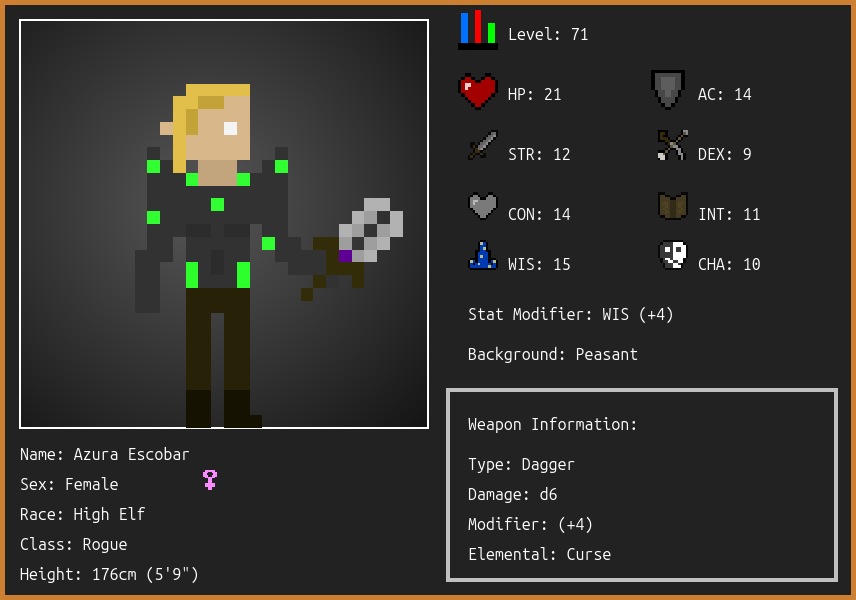 Level: 71
HP: 21
AC: 14
STR: 12
DEX: 9
CON: 14
INT: 11
WIS: 15
CHA: 10
Stat Modifier: WIS (+4)
Background: Peasant
Weapon Information:
Type: Dagger
Damage: d6
Modifier: (+4)
Elemental: Curse
Name: Azura Escobar
Sex: Female
Race: High Elf
Class: Rogue
Height: 176cm (5'9")